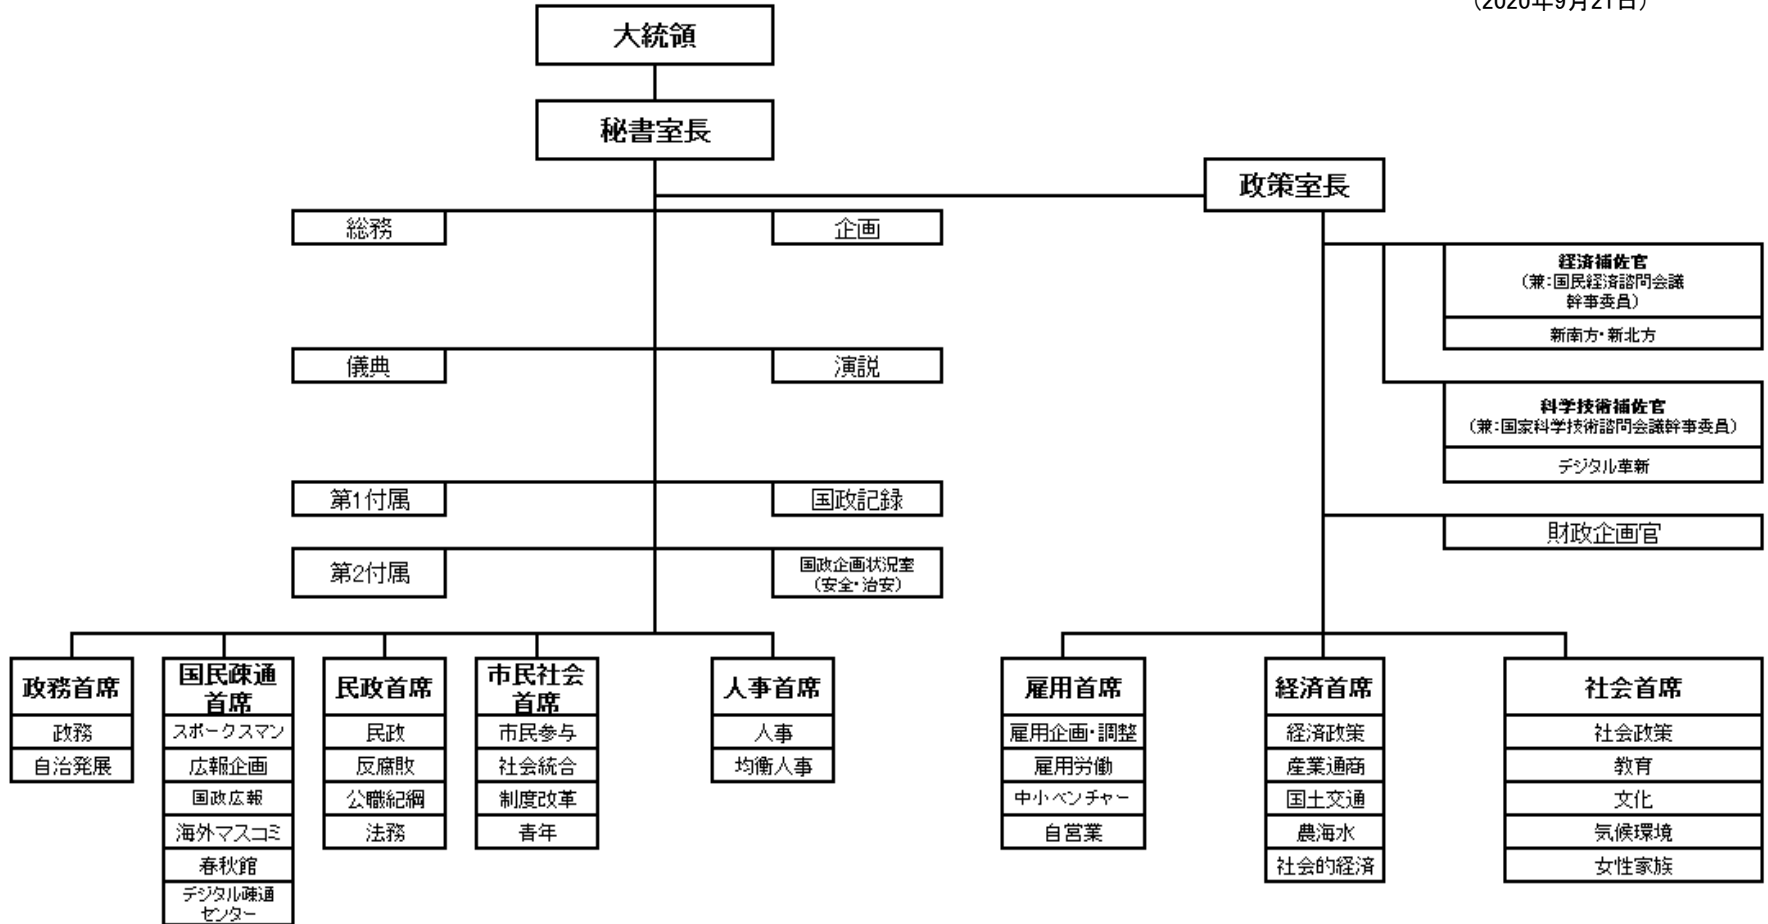 （2020年9月21日）
大統領
秘書室長
政策室長
総務
企画
経済補佐官
（兼:国民経済諮問会議
幹事委員）
新南方・新北方
儀典
演説
科学技術補佐官
（兼:国家科学技術諮問会議幹事委員）
デジタル革新
第1付属
国政記録
財政企画官
第2付属
国政企画状況室
（安全・治安）
政務首席
政務
自治発展
国民疎通
首席
スポークスマン
広報企画
国政広報
海外マスコミ
春秋館
デジタル疎通
センター
民政首席
民政
反腐敗
公職紀綱
法務
市民社会
首席
市民参与
社会統合
制度改革
青年
人事首席
人事
均衡人事
雇用首席
雇用企画・調整
雇用労働
中小ベンチャー
自営業
経済首席
経済政策
産業通商
国土交通
農海水
社会的経済
社会首席
社会政策
教育
文化
気候環境
女性家族